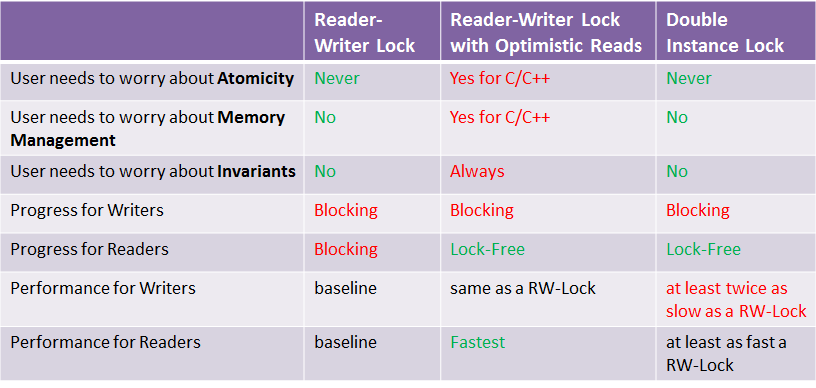 Reader-
Writer Lock
Reader-Writer Lock
with Optimistic Reads
Double
Instance Lock
User needs to worry about Atomicity
Never
Yes for C/C++
Never
User needs to worry about Memory
Management
No
Yes for C/C++
No
User needs to worry about Invariants
No
Always
No
Progress for Writers
Blocking
Blocking
Blocking
Progress for Readers
Blocking
Lock-Free
Lock-Free
Performance for Writers
baseline
same as a RW-Lock
at least twice as
slow as a RW-Lock
Performance for Readers
baseline
Fastest
at least as fast a
RW-Lock